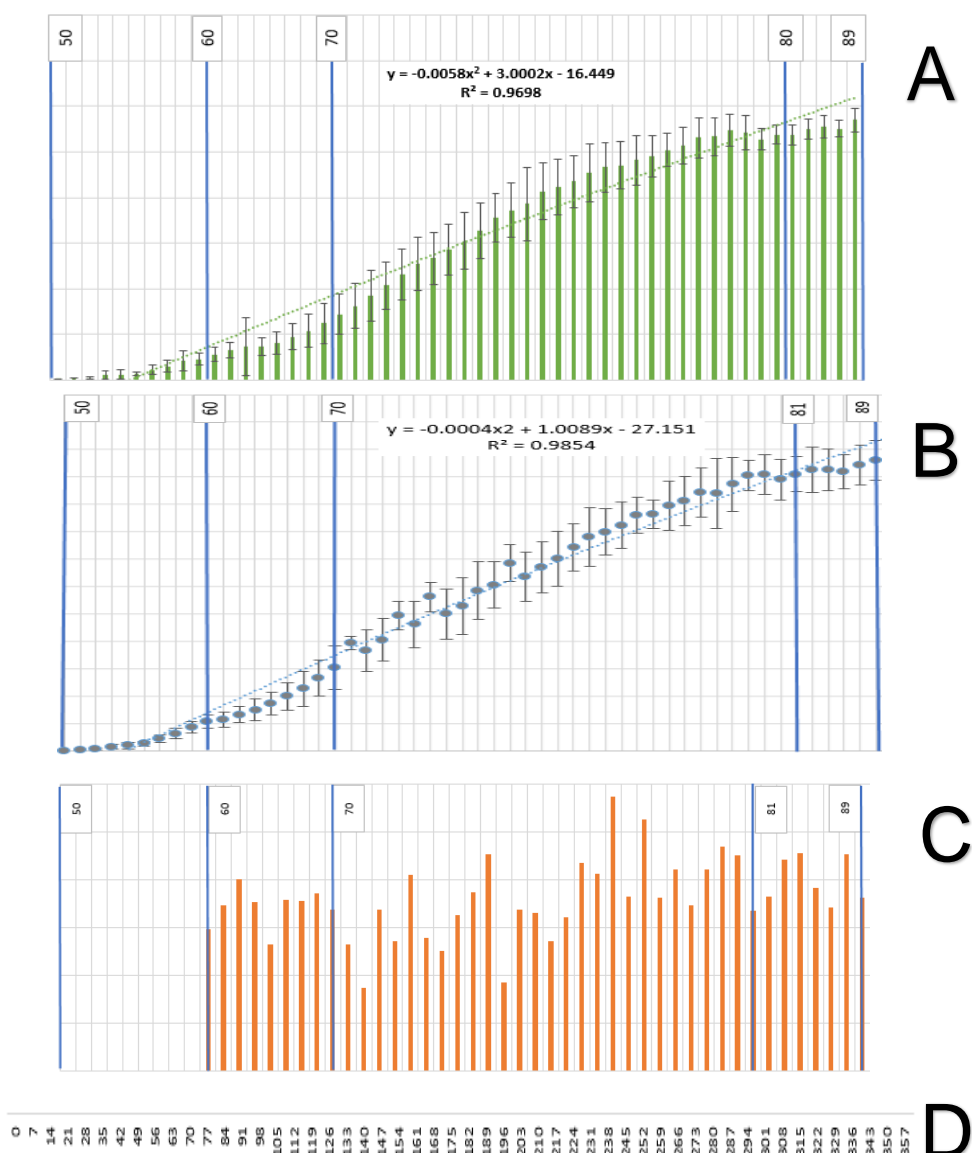 50 60 70 80 89
A
y = -0.0058x² + 3.0002x - 16.449
R² = 0.9698
50 60 70 81 89
B
y = -0.0004x2 + 1.0089x - 27.151
R² = 0.9854
50 60 70 81 89
C
D
0 7 14 21 28 35 42 49 56 63 70 77 84 91 98 105 112 119 126 133 140 147 154 161 168 175 182 189 196 203 210 217 224 231 238 245 252 259 266 273 280 287 294 301 308 315 322 329 336 343 350 357